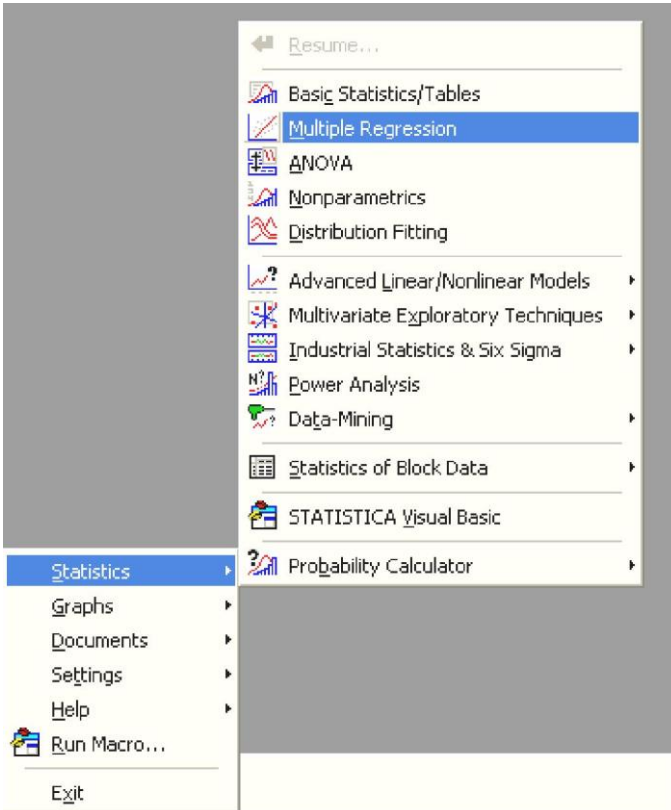 Resume...
Basic Statistics/Tables
Multiple Regression
ANOVA
Nonparametrics
Distribution Fitting
Advanced Linear/Nonlinear Models
Multivariate Exploratory Techniques
Industrial Statistics & Six Sigma
Power Analysis
Data-Mining
Statistics of Block Data
STATISTICA Visual Basic
Probability Calculator
Statistics
Graphs
Documents
Settings
Help
Run Macro...
Exit